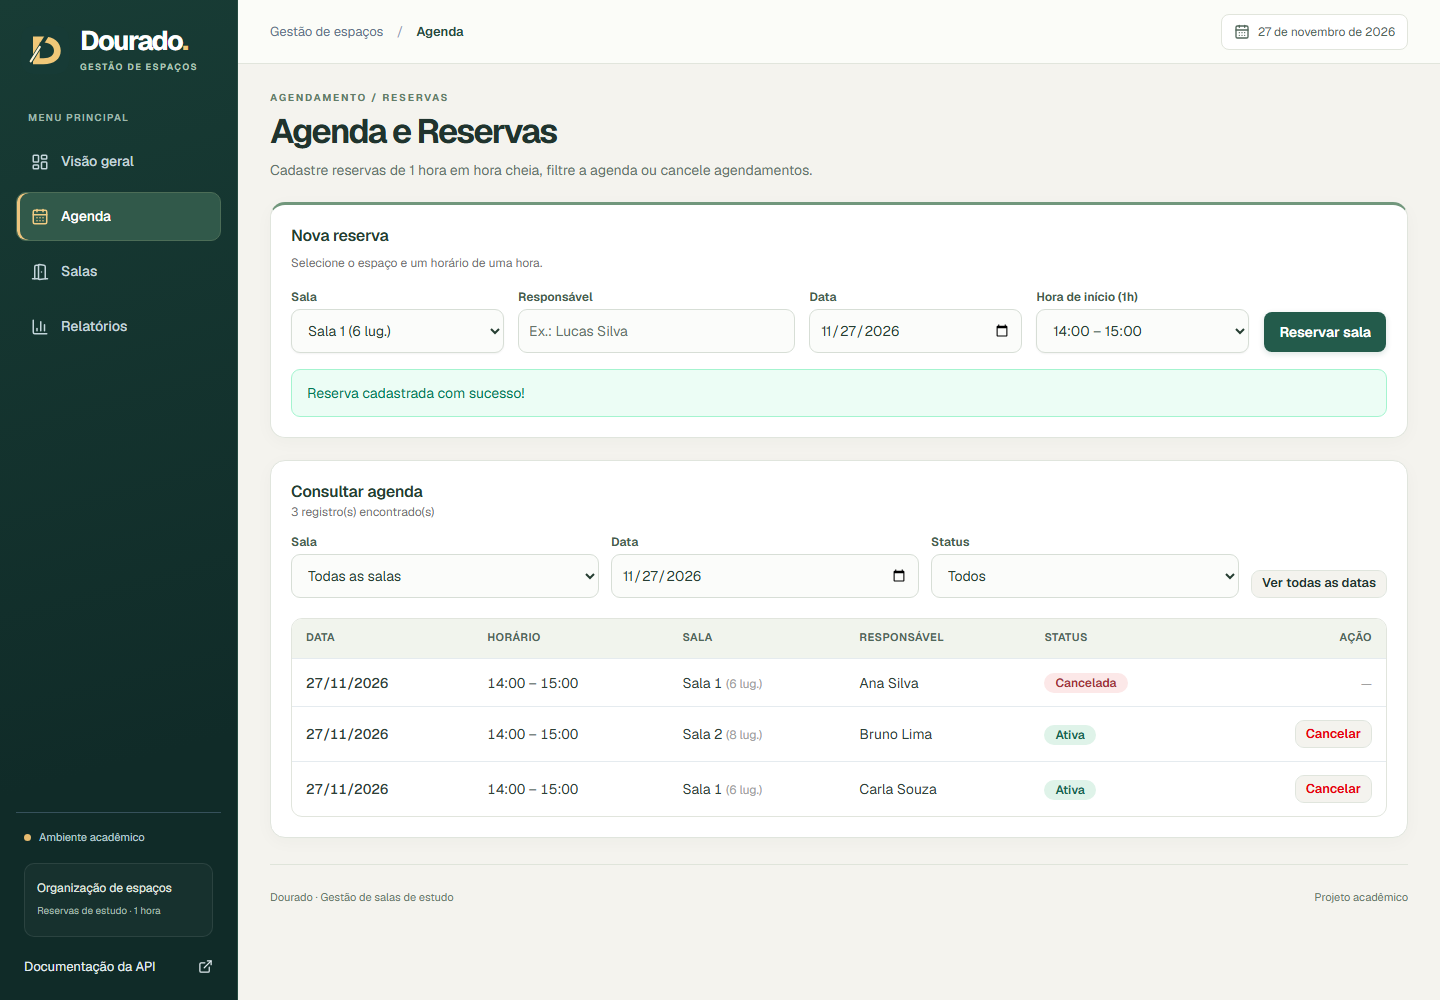 Dourado.
GESTÃO DE ESPAÇOS
MENU PRINCIPAL
Visão geral
Agenda
Salas
Relatórios
Ambiente acadêmico
Organização de espaços
Reservas de estudo · 1 hora
Documentação da API
Gestão de espaços / Agenda
27 de novembro de 2026
AGENDAMENTO / RESERVAS
Agenda e Reservas
Cadastre reservas de 1 hora em hora cheia, filtre a agenda ou cancele agendamentos.
Nova reserva
Selecione o espaço e um horário de uma hora.
Sala Responsável Data Hora de início (1h)
Sala 1 (6 lug.) Ex.: Lucas Silva 11/27/2026 14:00 – 15:00 Reservar sala
Reserva cadastrada com sucesso!
Consultar agenda
3 registro(s) encontrado(s)
Sala Data Status
Todas as salas 11/27/2026 Todos Ver todas as datas
DATA HORÁRIO SALA RESPONSÁVEL STATUS AÇÃO
27/11/2026 14:00 – 15:00 Sala 1 (6 lug.) Ana Silva Cancelada —
27/11/2026 14:00 – 15:00 Sala 2 (8 lug.) Bruno Lima Ativa Cancelar
27/11/2026 14:00 – 15:00 Sala 1 (6 lug.) Carla Souza Ativa Cancelar
Dourado · Gestão de salas de estudo Projeto acadêmico